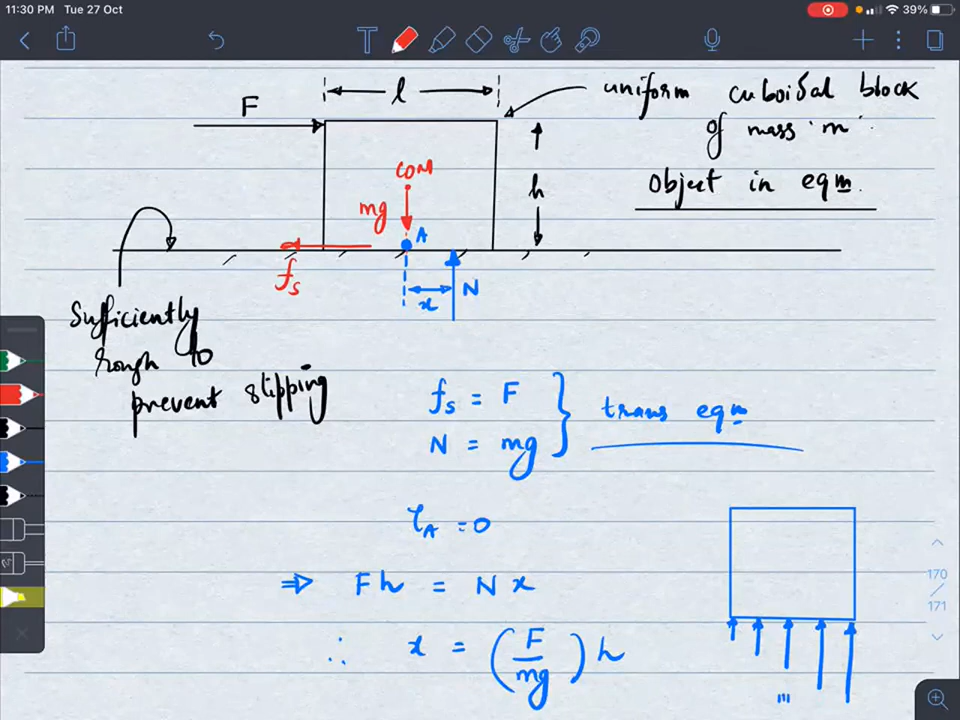 11:30 PM Tue 27 Oct
39%
T
l
F
uniform cuboidal block
of mass 'm'
COM
h
Object in eqm.
mg
A
fs
N
x
Sufficiently
rough to
prevent slipping
fs = F
trans eqm
N = mg
τA = 0
⇒ Fh = N x
170
/
171
∴ x = (F/mg) h